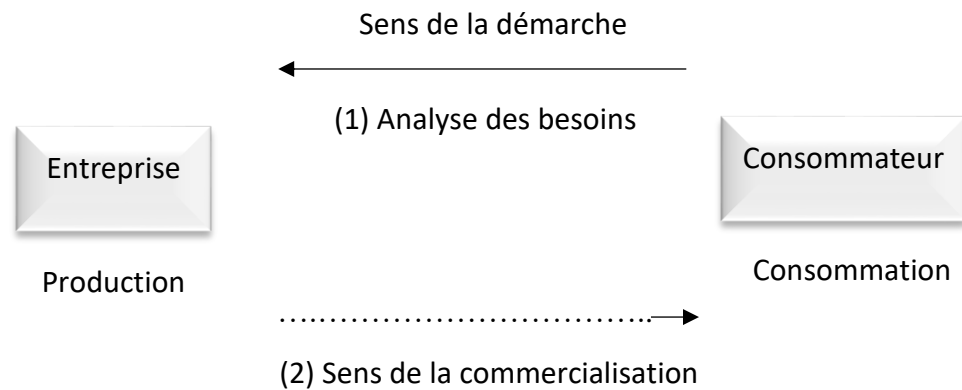 Sens de la démarche
(1) Analyse des besoins
Entreprise
Consommateur
Production
Consommation
(2) Sens de la commercialisation